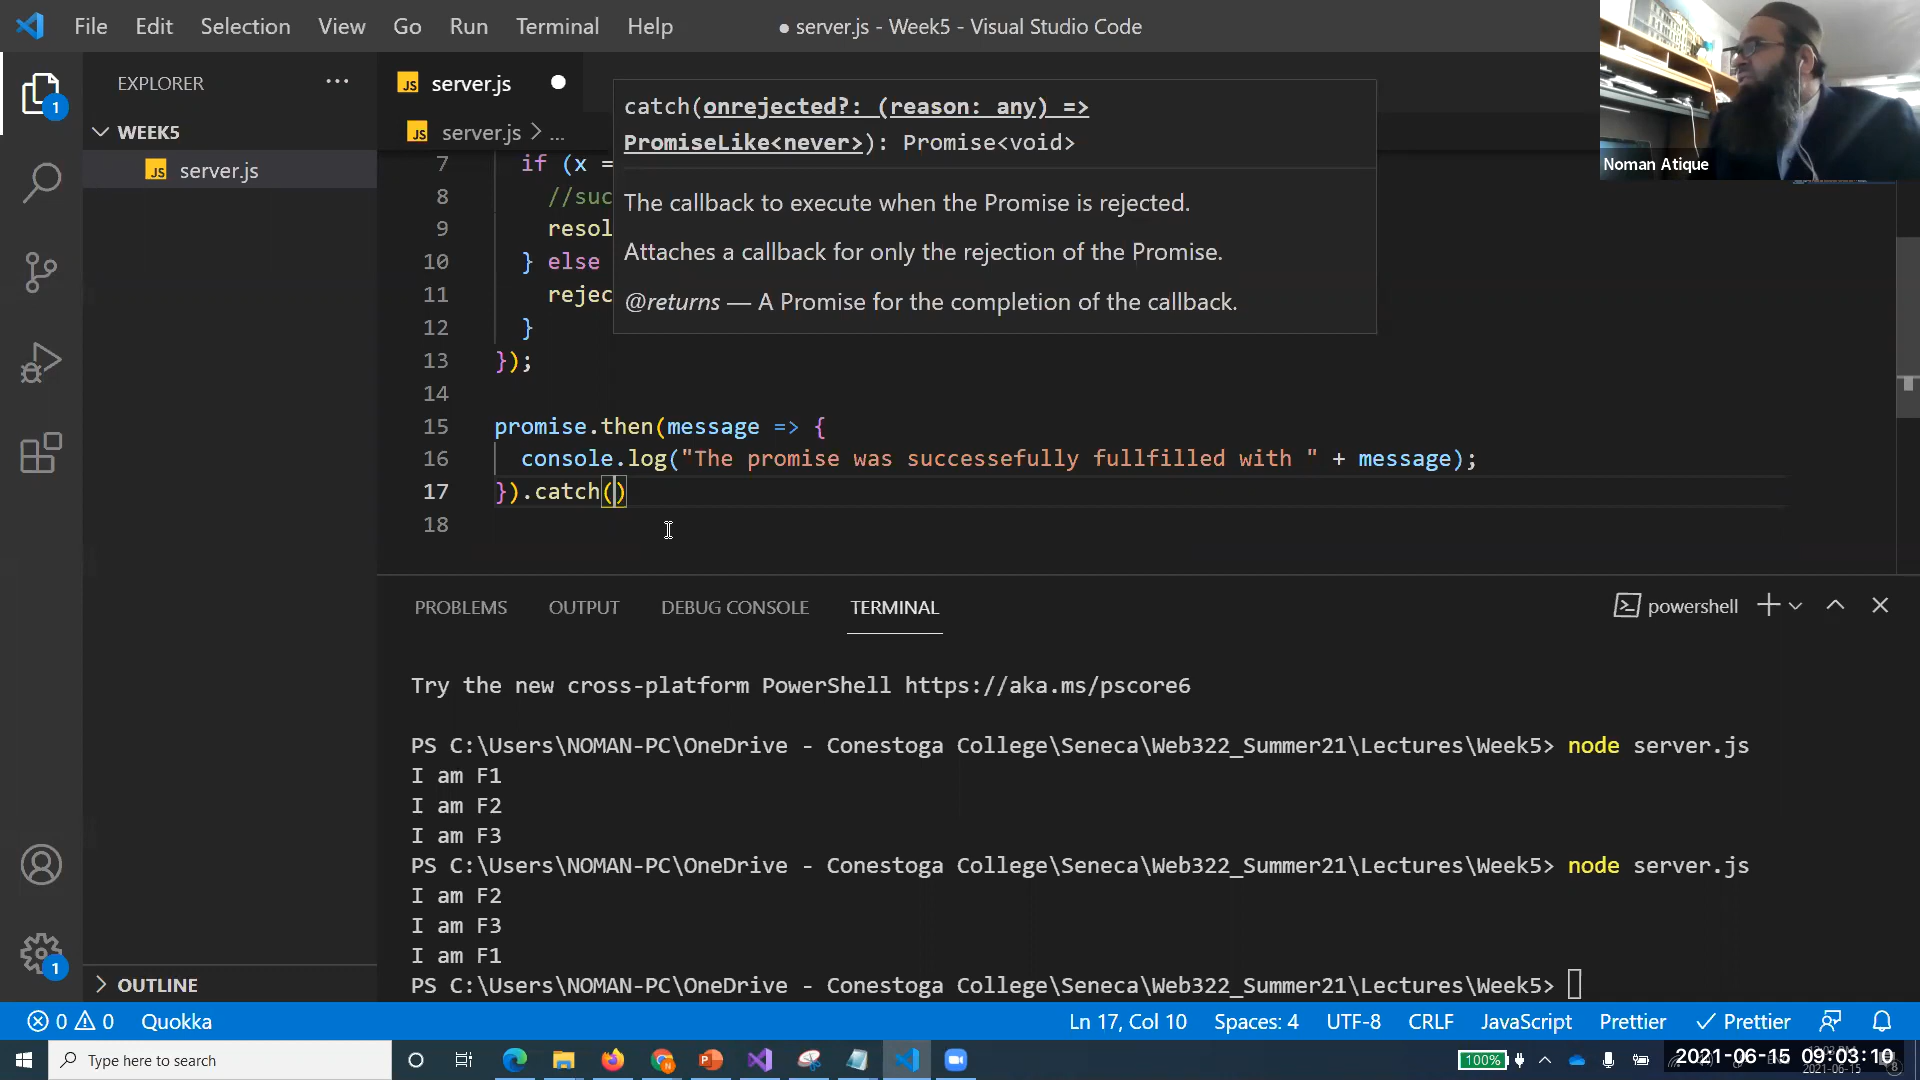 File Edit Selection View Go Run Terminal Help
● server.js - Week5 - Visual Studio Code
Noman Atique
EXPLORER ···
WEEK5
JS server.js
JS server.js
JS server.js > ...
catch(onrejected?: (reason: any) =>
PromiseLike<never>): Promise<void>
The callback to execute when the Promise is rejected.
Attaches a callback for only the rejection of the Promise.
@returns — A Promise for the completion of the callback.
7 if (x =
8 //suc
9 resol
10 } else
11 rejec
12 }
13 });
14
15 promise.then(message => {
16 console.log("The promise was successefully fullfilled with " + message);
17 }).catch()
18
PROBLEMS OUTPUT DEBUG CONSOLE TERMINAL
powershell
Try the new cross-platform PowerShell https://aka.ms/pscore6
PS C:\Users\NOMAN-PC\OneDrive - Conestoga College\Seneca\Web322_Summer21\Lectures\Week5> node server.js
I am F1
I am F2
I am F3
PS C:\Users\NOMAN-PC\OneDrive - Conestoga College\Seneca\Web322_Summer21\Lectures\Week5> node server.js
I am F2
I am F3
I am F1
PS C:\Users\NOMAN-PC\OneDrive - Conestoga College\Seneca\Web322_Summer21\Lectures\Week5>
1
1
OUTLINE
0 0 Quokka
Ln 17, Col 10 Spaces: 4 UTF-8 CRLF JavaScript Prettier ✓ Prettier
Type here to search
100%
2021-06-15 09:03:10
2021-06-15